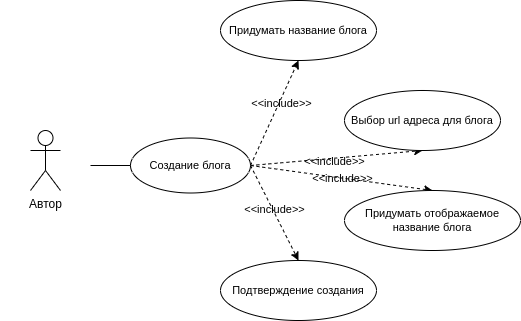 Придумать название блога
<<include>>
Выбор url адреса для блога
Создание блога
<<include>>
<<include>>
Автор
<<include>>
Придумать отображаемое
название блога
Подтверждение создания